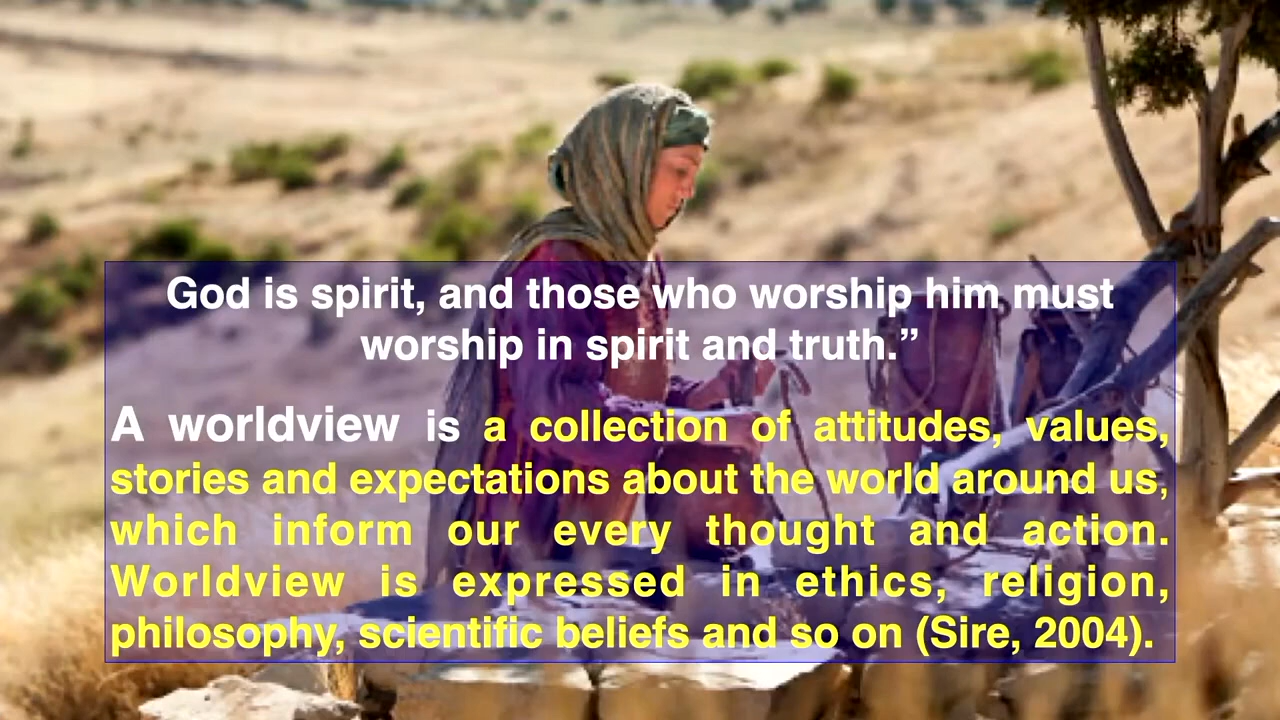 God is spirit, and those who worship him must
worship in spirit and truth.”
A worldview is a collection of attitudes, values,
stories and expectations about the world around us,
which inform our every thought and action.
Worldview is expressed in ethics, religion,
philosophy, scientific beliefs and so on (Sire, 2004).